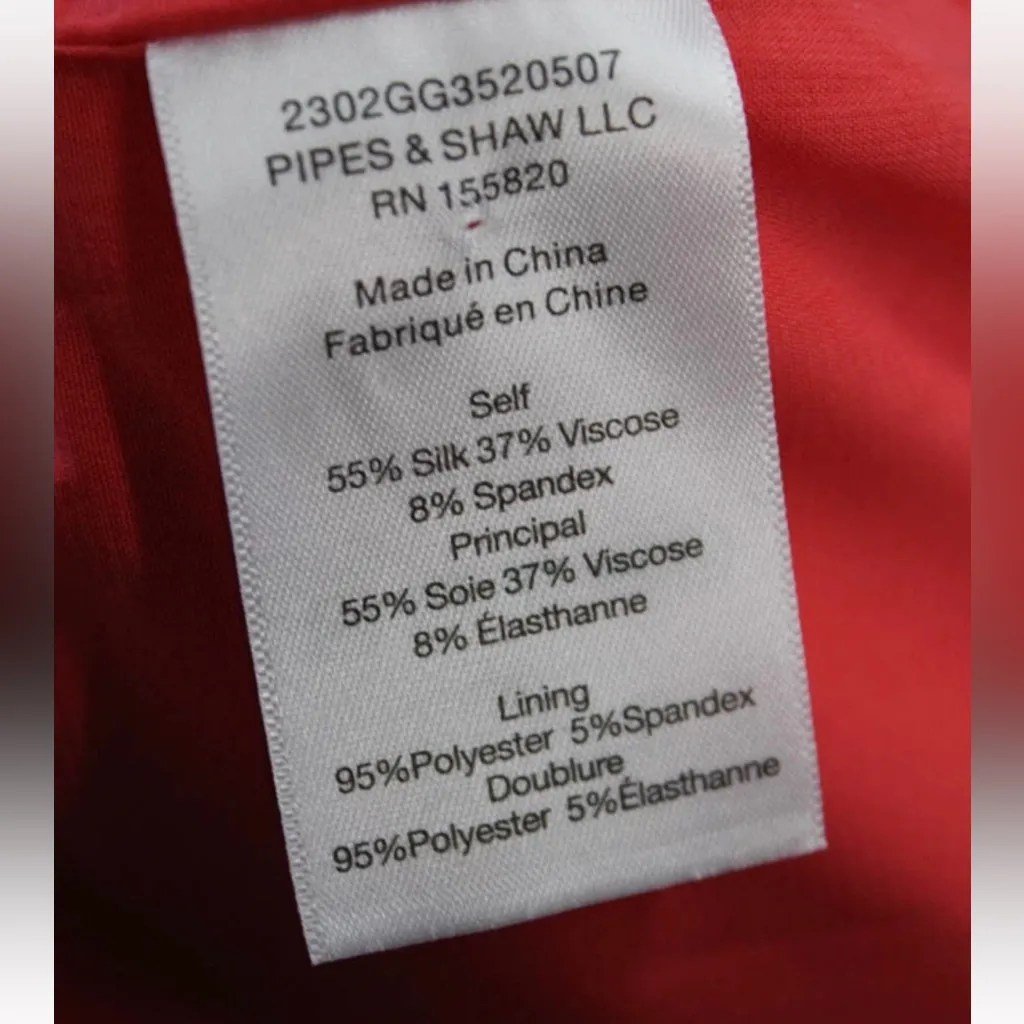 2302GG3520507
PIPES & SHAW LLC
RN 155820
Made in China
Fabriqué en Chine
Self
55% Silk 37% Viscose
8% Spandex
Principal
55% Soie 37% Viscose
8% Élasthanne
Lining
95%Polyester 5%Spandex
Doublure
95%Polyester 5%Élasthanne